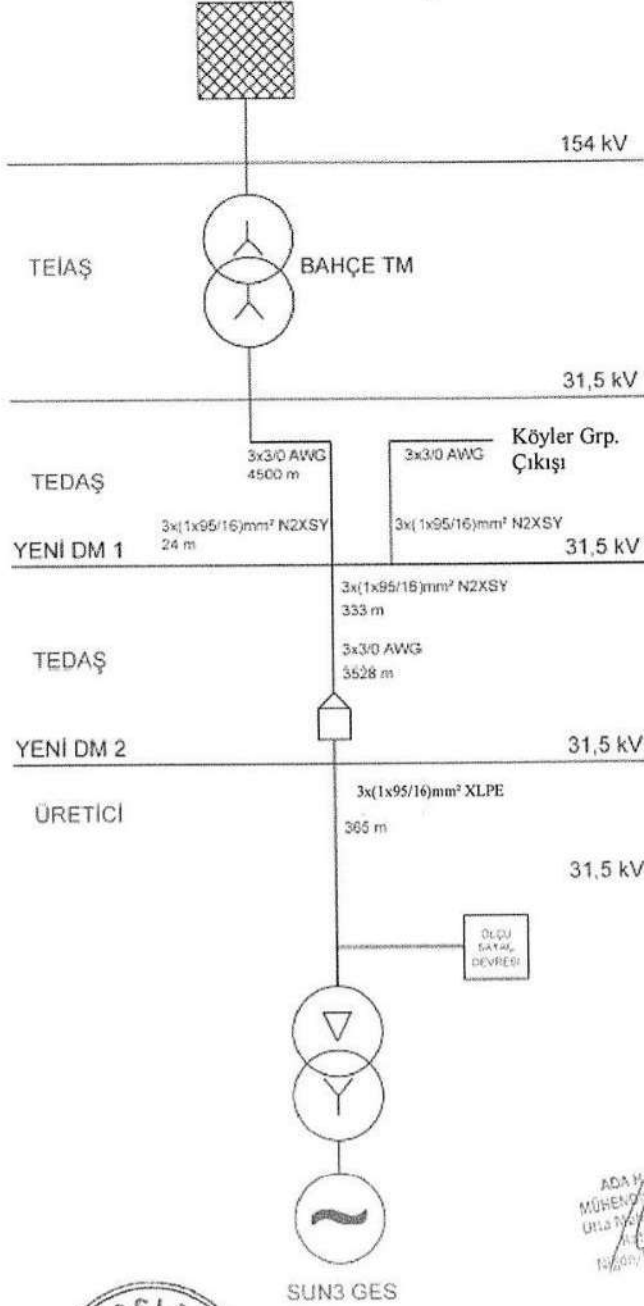 154 kV
TEİAŞ
BAHÇE TM
31,5 kV
3x3/0 AWG
4500 m
3x3/0 AWG
Köyler Grp.
Çıkışı
TEDAŞ
3x(1x95/16)mm² N2XSY
24 m
3x(1x95/16)mm² N2XSY
YENİ DM 1
31,5 kV
3x(1x95/16)mm² N2XSY
333 m
TEDAŞ
3x3/0 AWG
3528 m
YENİ DM 2
31,5 kV
ÜRETİCİ
3x(1x95/16)mm² XLPE
365 m
31,5 kV
ÖLÇÜ
DEVRESİ
ADA
SUN3 GES